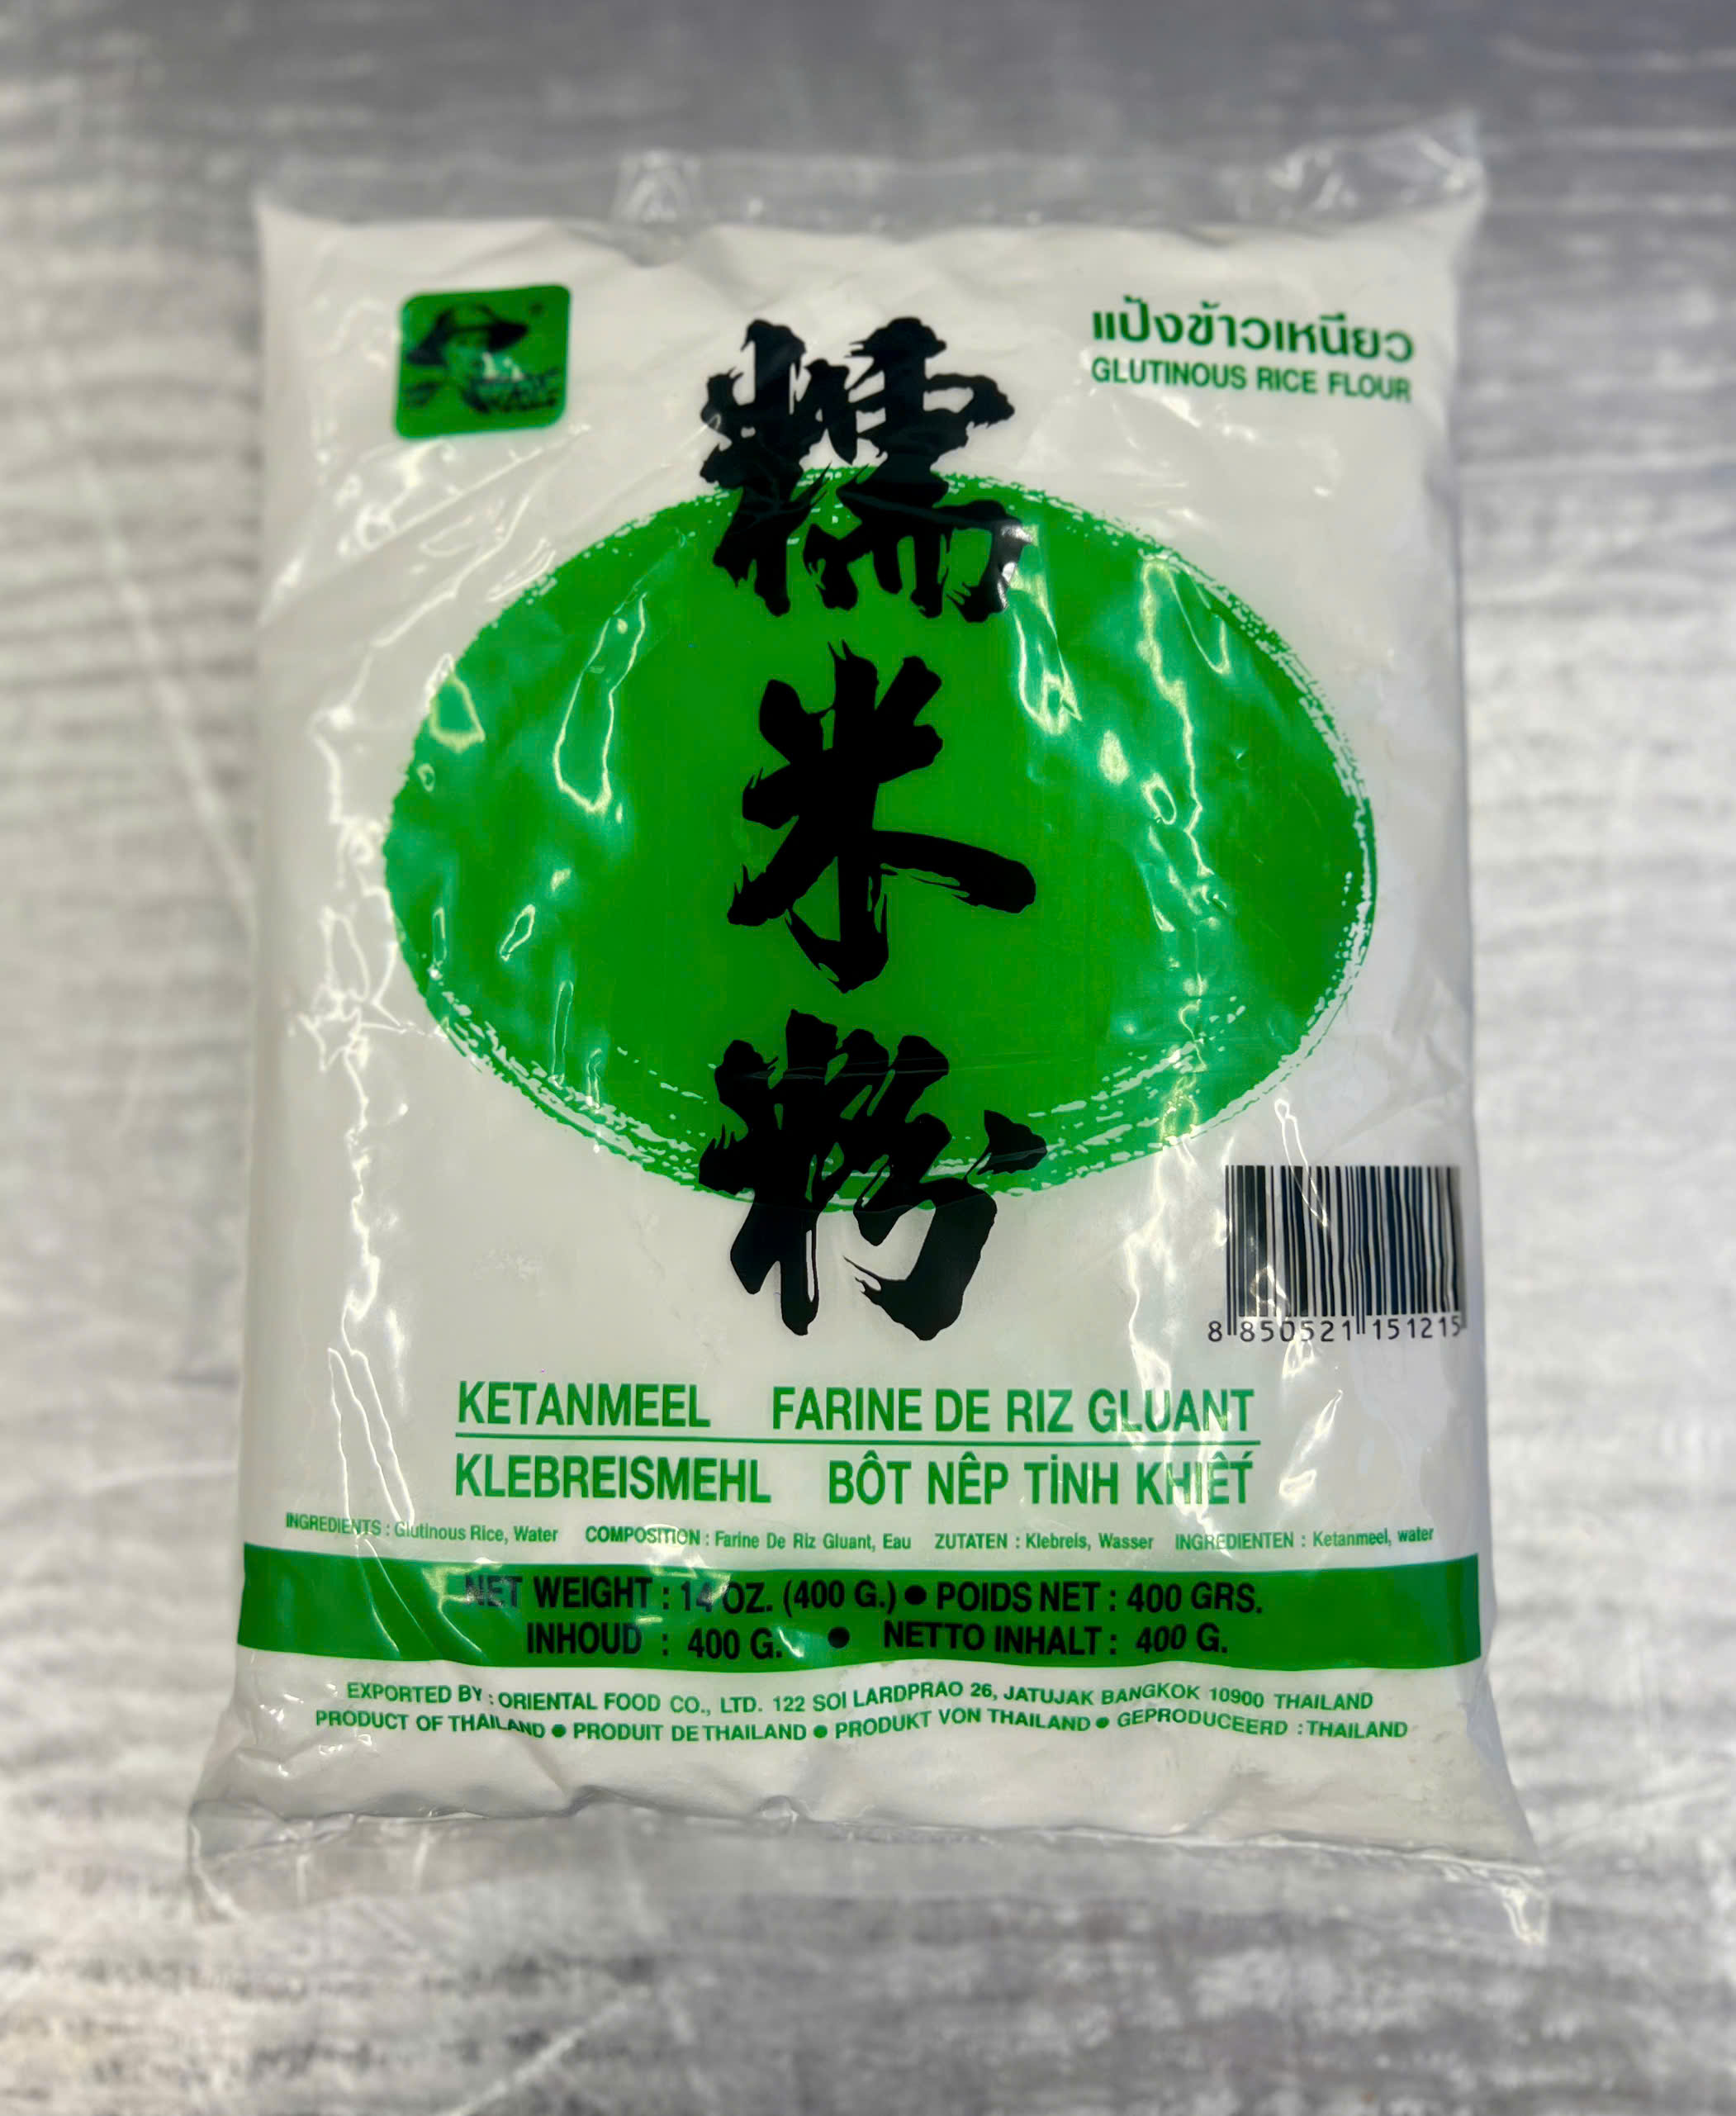 แป้งข้าวเหนียว
GLUTINOUS RICE FLOUR
糯米粉
8 850521 151215
KETANMEEL FARINE DE RIZ GLUANT
KLEBREISMEHL BÔT NÊP TİNH KHIẾT
INGREDIENTS : Glutinous Rice, Water COMPOSITION : Farine De Riz Gluant, Eau ZUTATEN : Klebreis, Wasser INGREDIENTEN : Ketanmeel, water
NET WEIGHT : 14 OZ. (400 G.) ● POIDS NET : 400 GRS.
INHOUD : 400 G. ● NETTO INHALT : 400 G.
EXPORTED BY : ORIENTAL FOOD CO., LTD. 122 SOI LARDPRAO 26, JATUJAK BANGKOK 10900 THAILAND
PRODUCT OF THAILAND ● PRODUIT DE THAILAND ● PRODUKT VON THAILAND ● GEPRODUCEERD : THAILAND